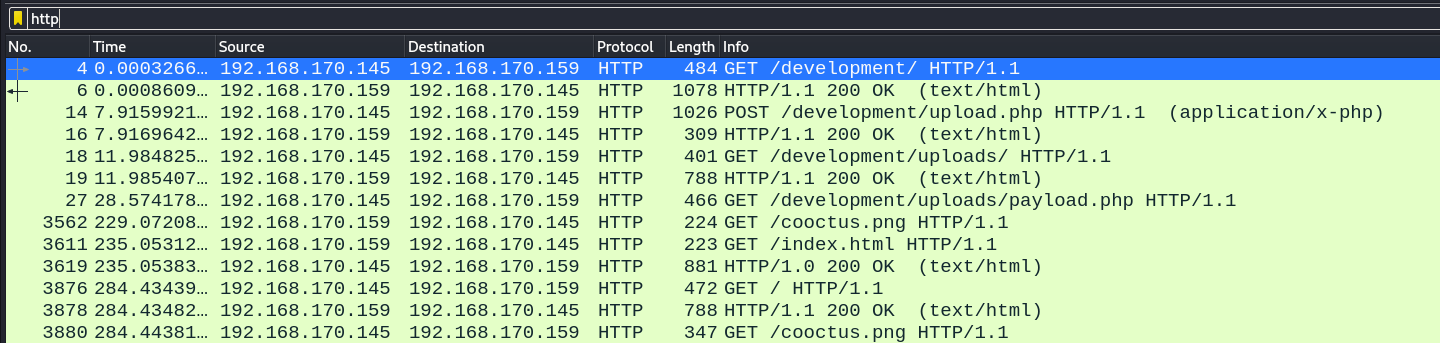 http
No. Time Source Destination Protocol Length Info
4 0.0003266… 192.168.170.145 192.168.170.159 HTTP 484 GET /development/ HTTP/1.1
6 0.0008609… 192.168.170.159 192.168.170.145 HTTP 1078 HTTP/1.1 200 OK (text/html)
14 7.9159921… 192.168.170.145 192.168.170.159 HTTP 1026 POST /development/upload.php HTTP/1.1 (application/x-php)
16 7.9169642… 192.168.170.159 192.168.170.145 HTTP 309 HTTP/1.1 200 OK (text/html)
18 11.984825… 192.168.170.145 192.168.170.159 HTTP 401 GET /development/uploads/ HTTP/1.1
19 11.985407… 192.168.170.159 192.168.170.145 HTTP 788 HTTP/1.1 200 OK (text/html)
27 28.574178… 192.168.170.145 192.168.170.159 HTTP 466 GET /development/uploads/payload.php HTTP/1.1
3562 229.07208… 192.168.170.159 192.168.170.145 HTTP 224 GET /cooctus.png HTTP/1.1
3611 235.05312… 192.168.170.159 192.168.170.145 HTTP 223 GET /index.html HTTP/1.1
3619 235.05383… 192.168.170.145 192.168.170.159 HTTP 881 HTTP/1.0 200 OK (text/html)
3876 284.43439… 192.168.170.145 192.168.170.159 HTTP 472 GET / HTTP/1.1
3878 284.43482… 192.168.170.159 192.168.170.145 HTTP 788 HTTP/1.1 200 OK (text/html)
3880 284.44381… 192.168.170.145 192.168.170.159 HTTP 347 GET /cooctus.png HTTP/1.1